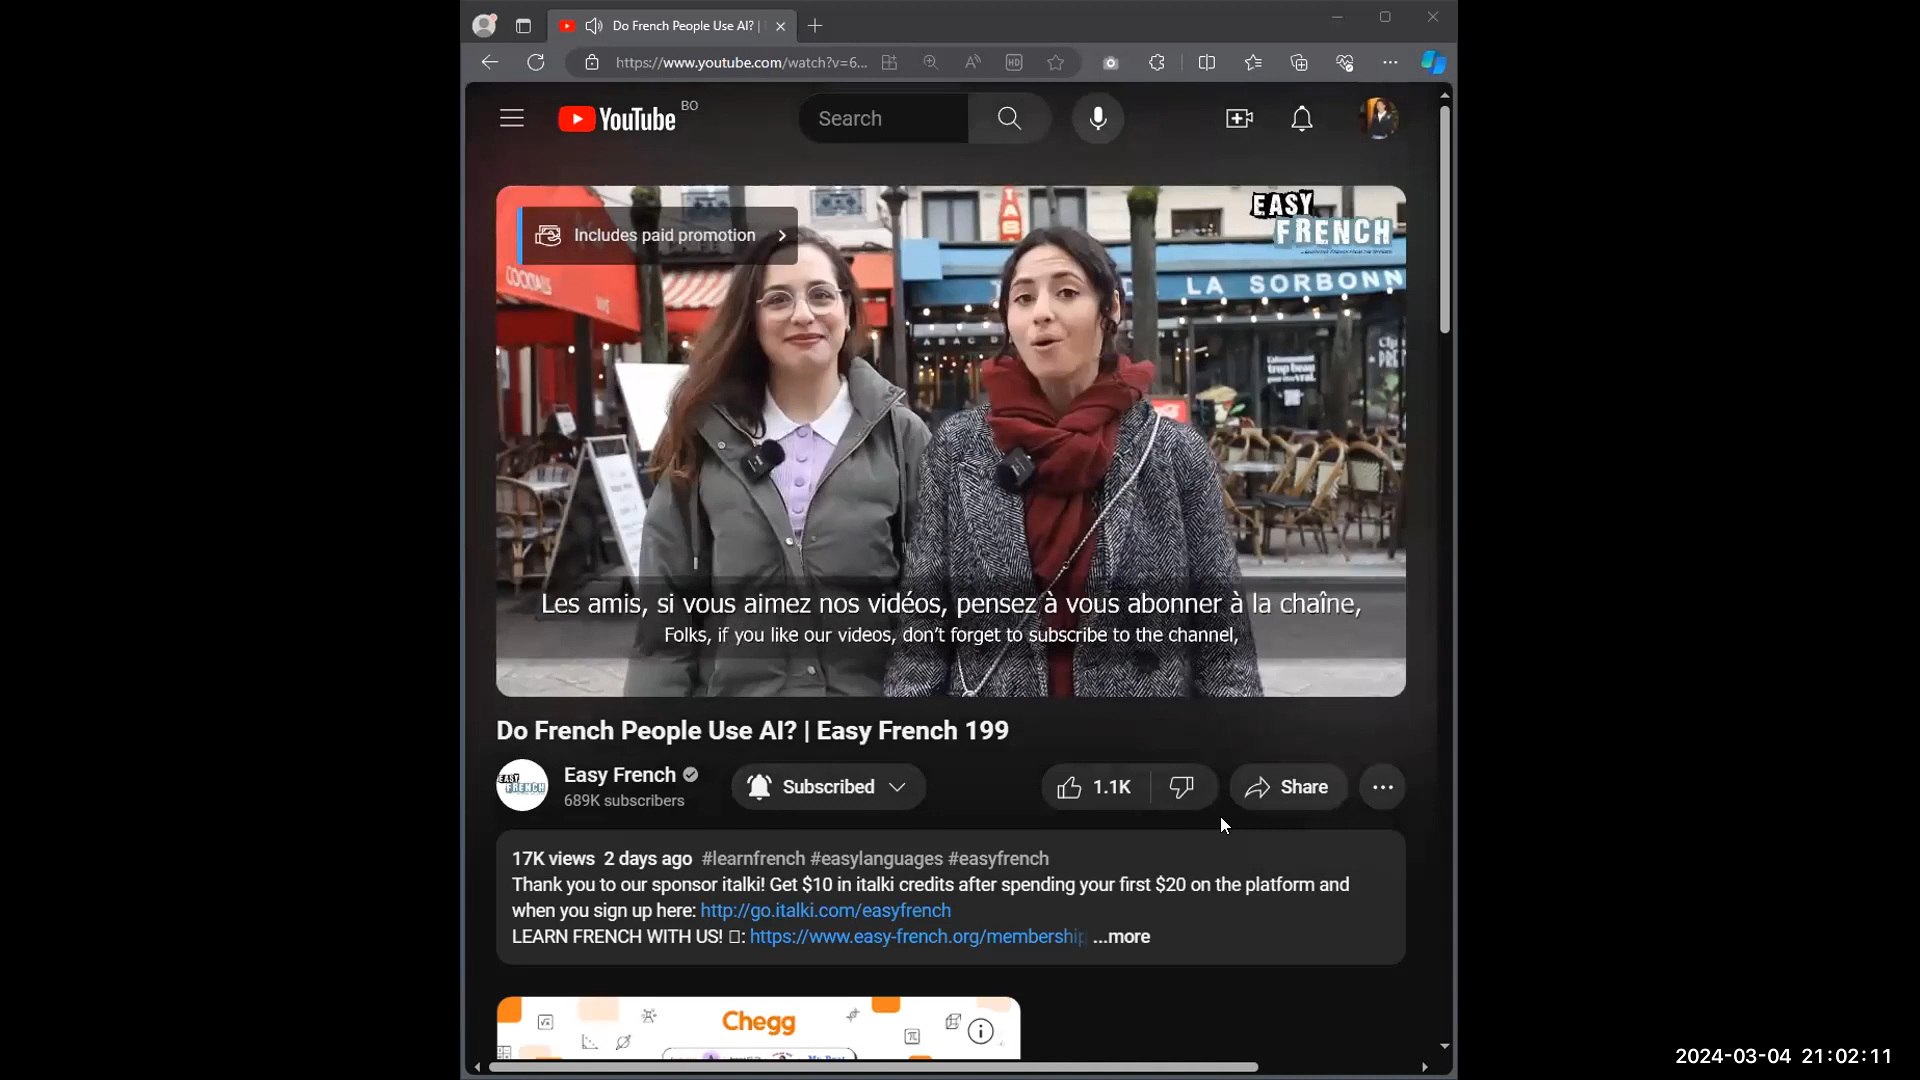 Do French People Use AI? |
https://www.youtube.com/watch?v=6...
HD
YouTube
BO
Search
Includes paid promotion
EASY
FRENCH
TABA
COCKTAILS
LA SORBONN
EASY
FRENCH
Les amis, si vous aimez nos vidéos, pensez à vous abonner à la chaîne,
Folks, if you like our videos, don't forget to subscribe to the channel,
Do French People Use AI? | Easy French 199
Easy French
689K subscribers
Subscribed
1.1K
Share
17K views 2 days ago #learnfrench #easylanguages #easyfrench
Thank you to our sponsor italki! Get $10 in italki credits after spending your first $20 on the platform and
when you sign up here: http://go.italki.com/easyfrench
LEARN FRENCH WITH US! : https://www.easy-french.org/membership ...more
Chegg
2024-03-04 21:02:11